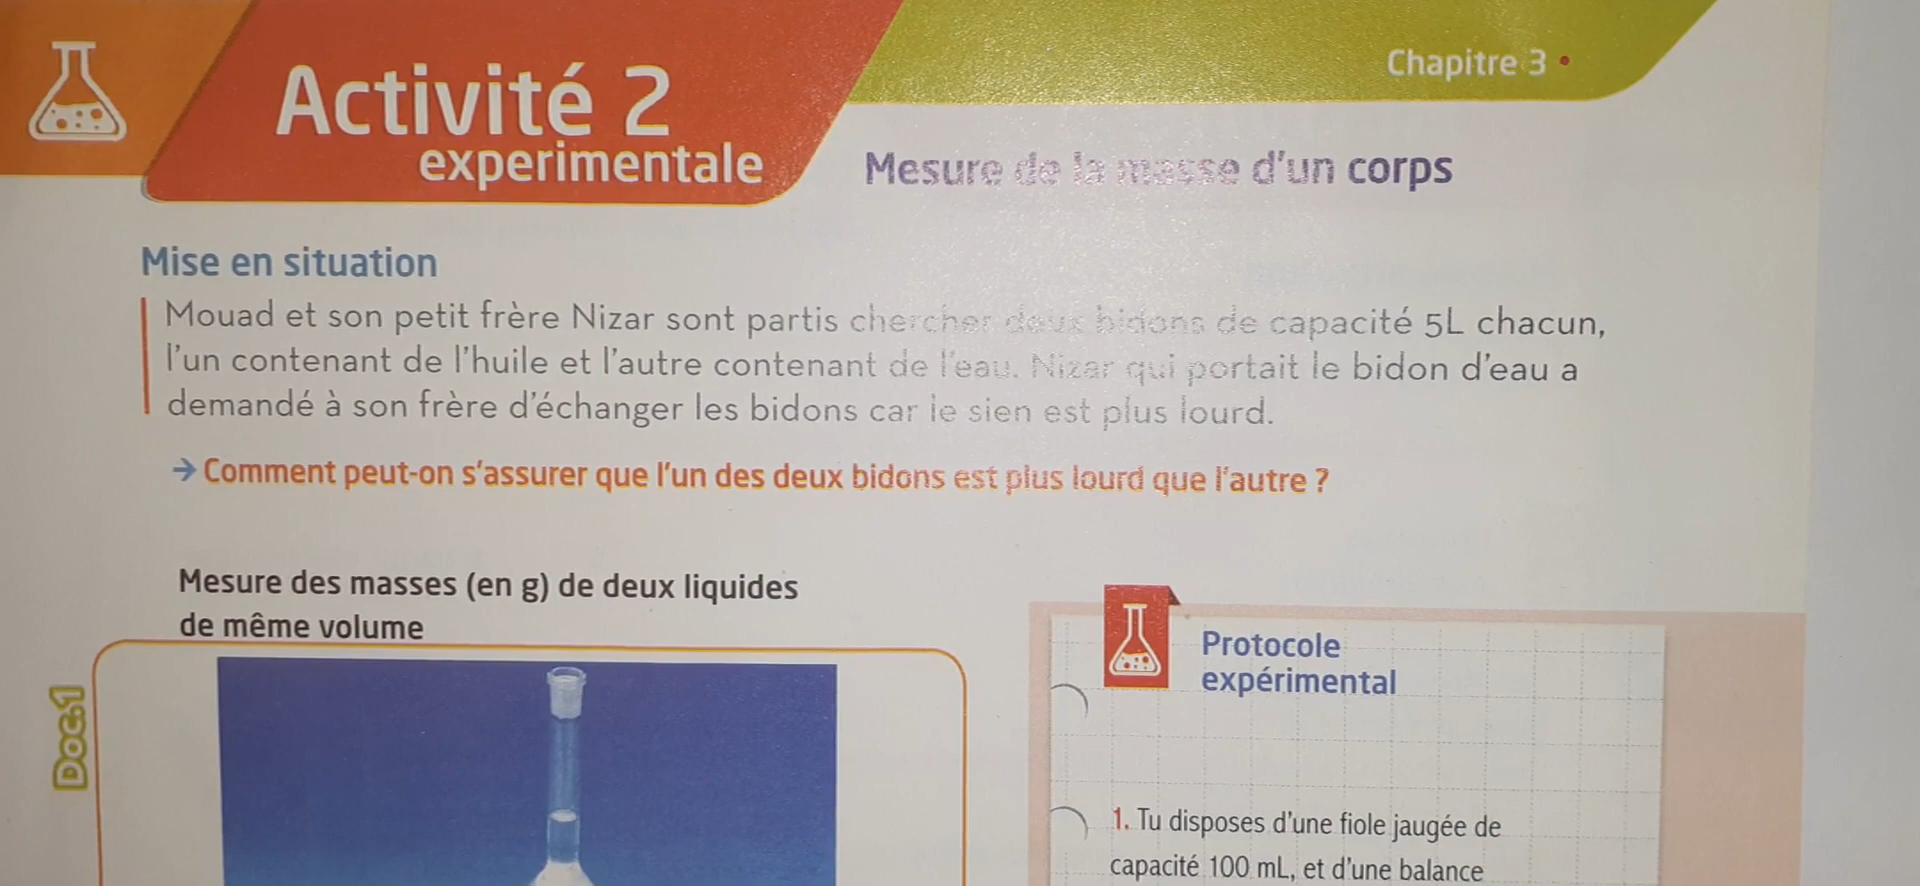 Chapitre 3 •
Activité 2
experimentale
Mesure de la masse d'un corps
Mise en situation
Mouad et son petit frère Nizar sont partis chercher deux bidons de capacité 5L chacun,
l'un contenant de l'huile et l'autre contenant de l'eau. Nizar qui portait le bidon d'eau a
demandé à son frère d'échanger les bidons car le sien est plus lourd.
→ Comment peut-on s'assurer que l'un des deux bidons est plus lourd que l'autre ?
Mesure des masses (en g) de deux liquides
de même volume
Doc.1
Protocole
expérimental
1. Tu disposes d'une fiole jaugée de
capacité 100 mL, et d'une balance